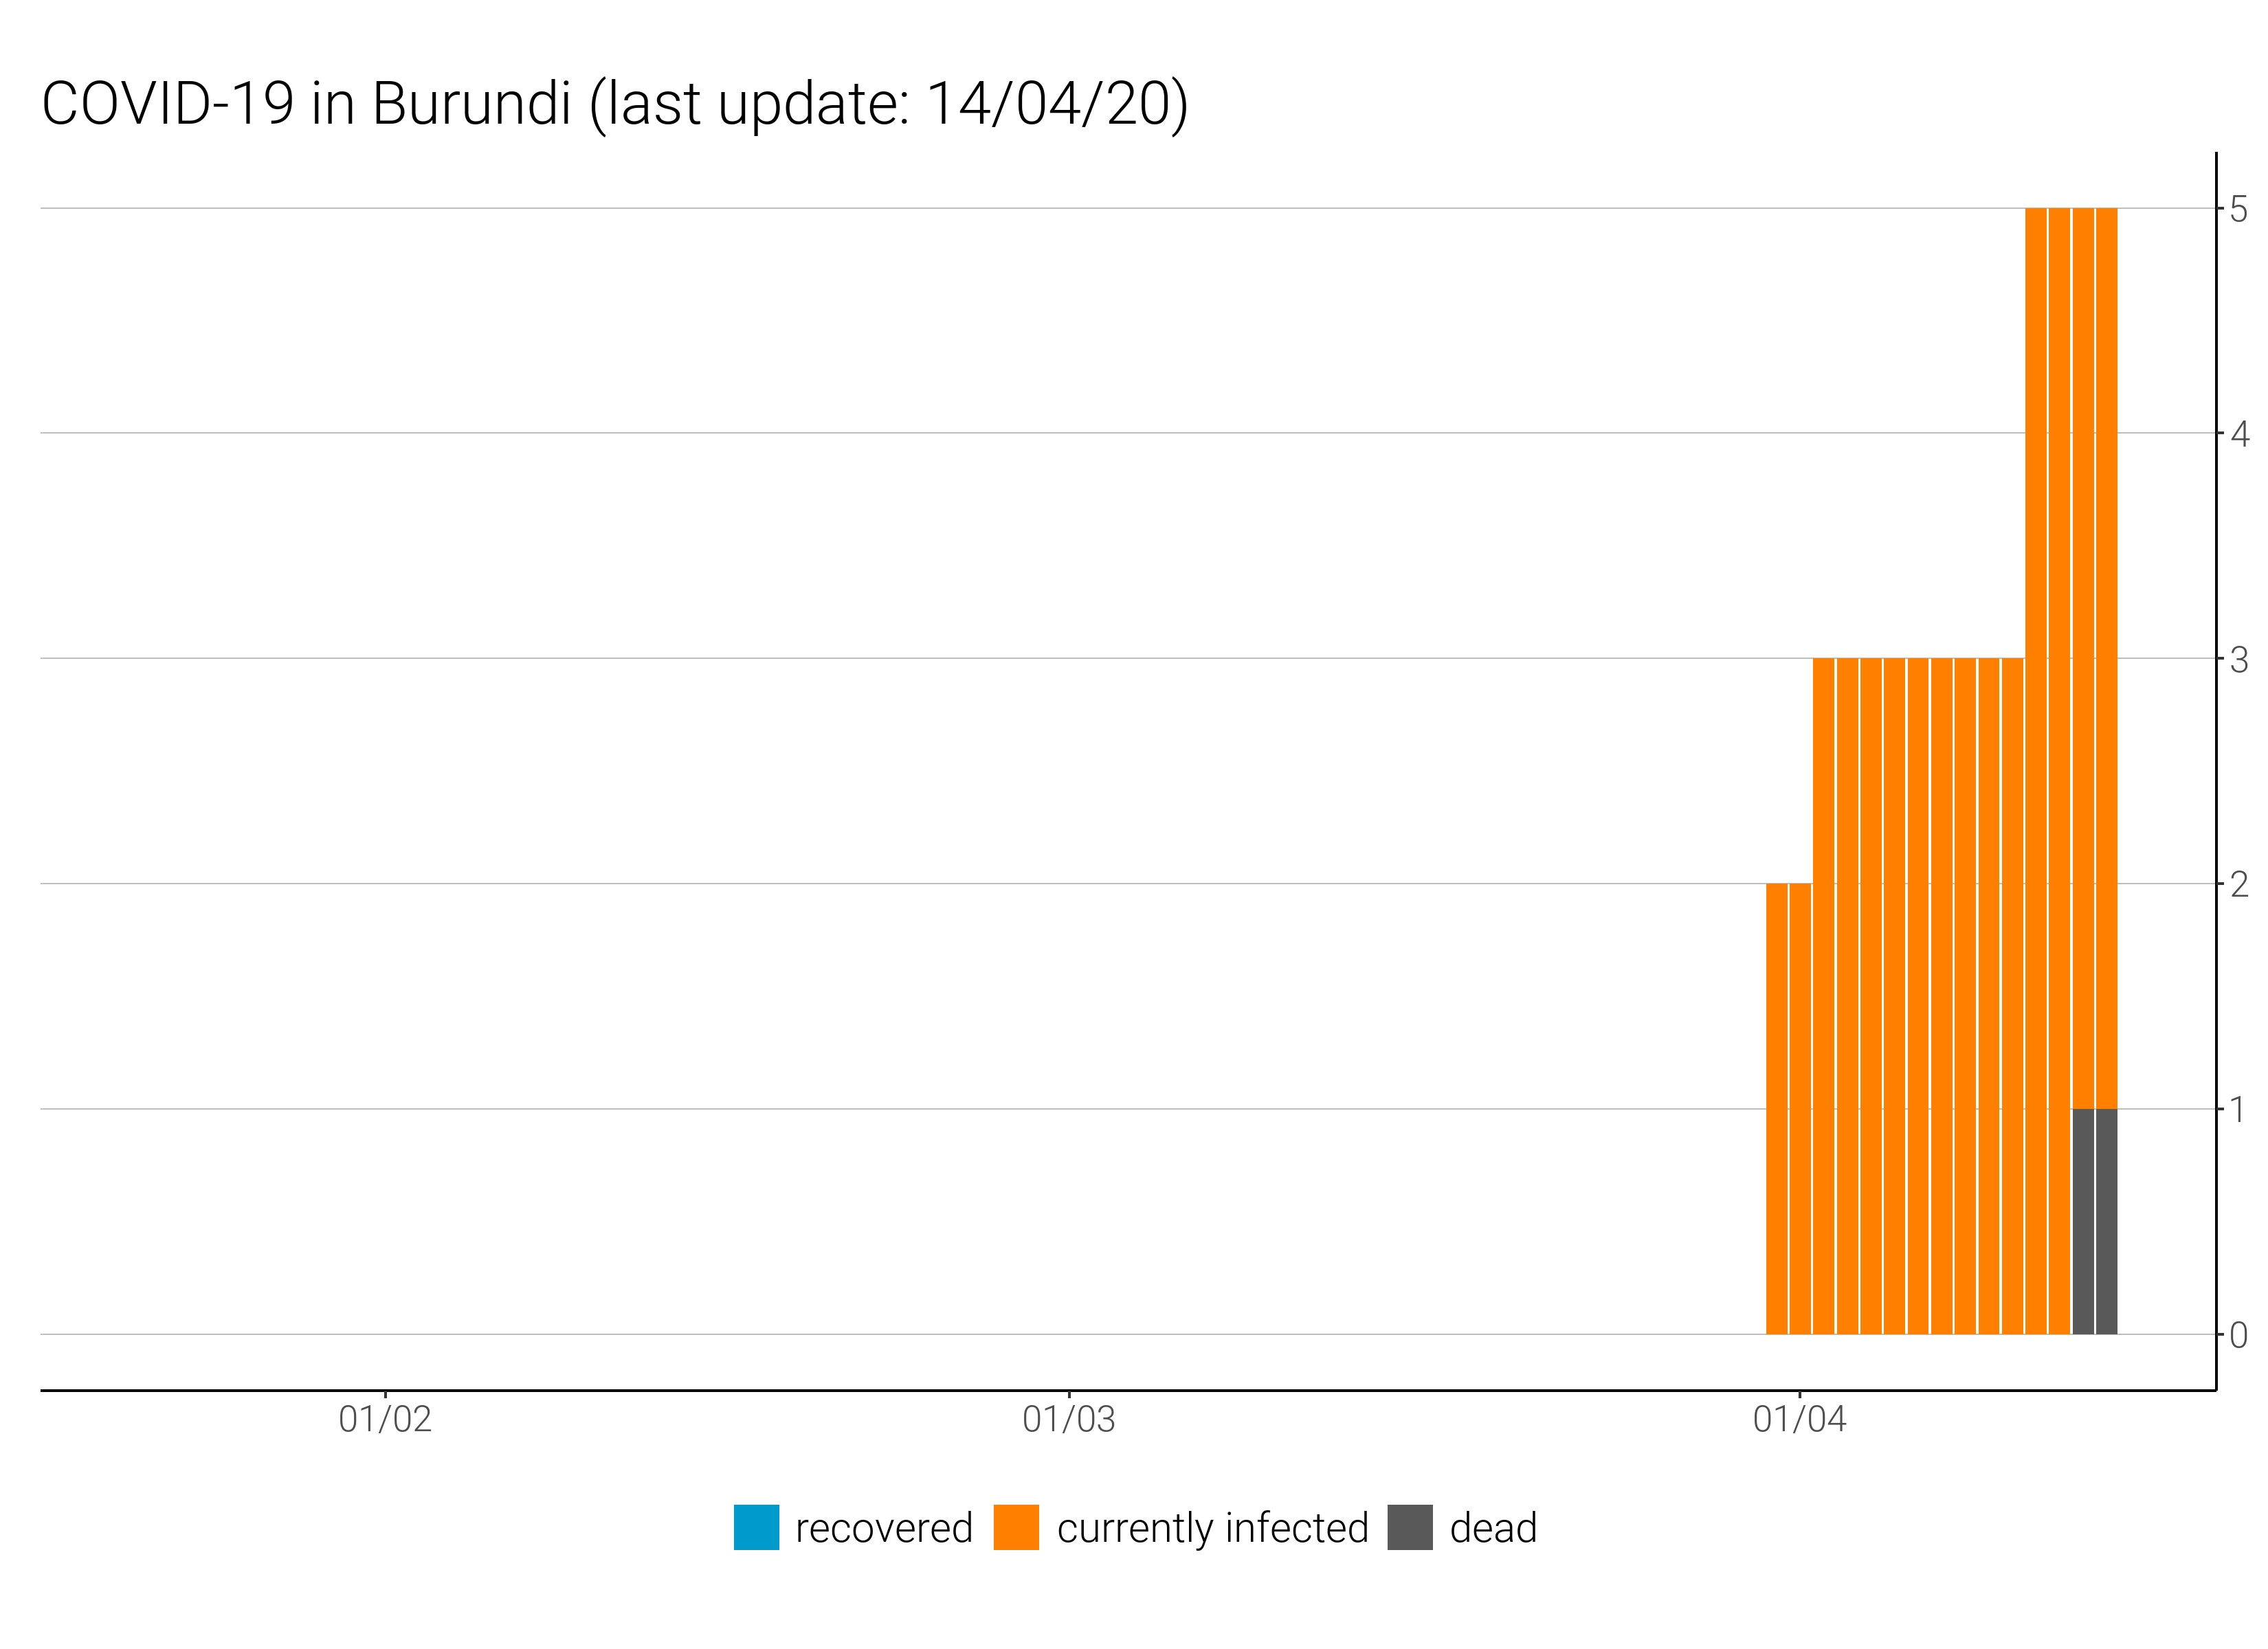 COVID-19 in Burundi (last update: 14/04/20)
5
4
3
2
1
0
01/02 01/03 01/04
recovered currently infected dead